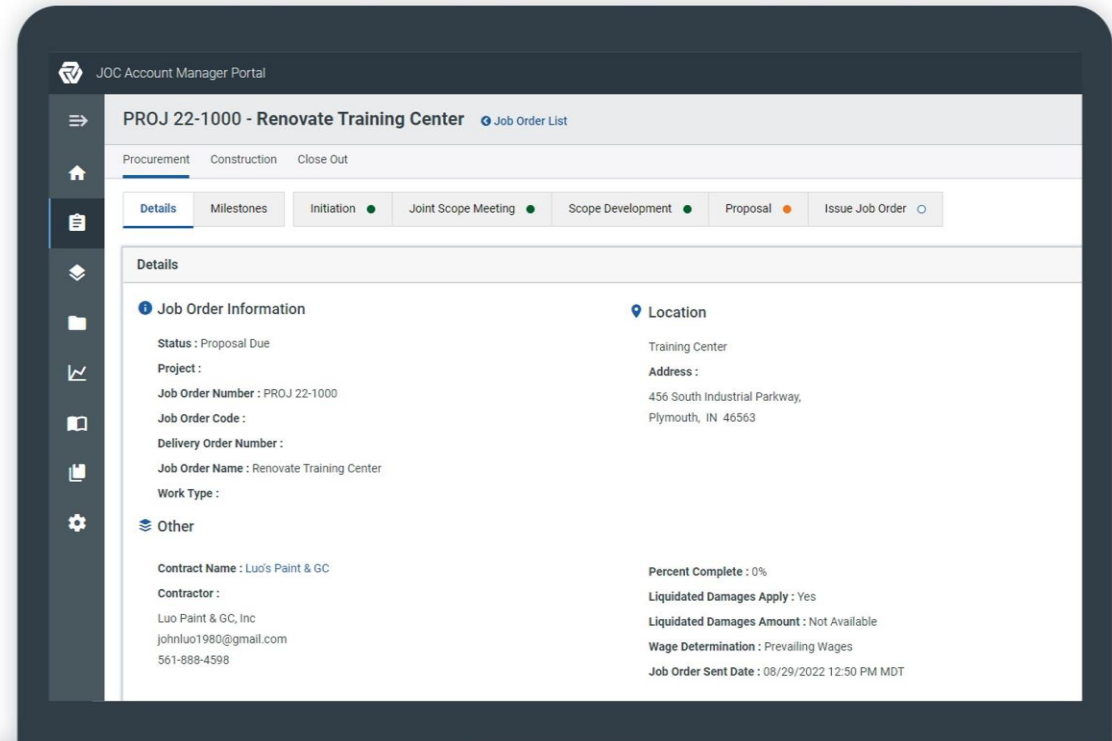 JOC Account Manager Portal
PROJ 22-1000 - Renovate Training Center Job Order List
Procurement Construction Close Out
Details Milestones Initiation Joint Scope Meeting Scope Development Proposal Issue Job Order
Details
Job Order Information
Status : Proposal Due
Project :
Job Order Number : PROJ 22-1000
Job Order Code :
Delivery Order Number :
Job Order Name : Renovate Training Center
Work Type :
Location
Training Center
Address :
456 South Industrial Parkway,
Plymouth, IN 46563
Other
Contract Name : Luo's Paint & GC
Contractor :
Luo Paint & GC, Inc
johnluo1980@gmail.com
561-888-4598
Percent Complete : 0%
Liquidated Damages Apply : Yes
Liquidated Damages Amount : Not Available
Wage Determination : Prevailing Wages
Job Order Sent Date : 08/29/2022 12:50 PM MDT